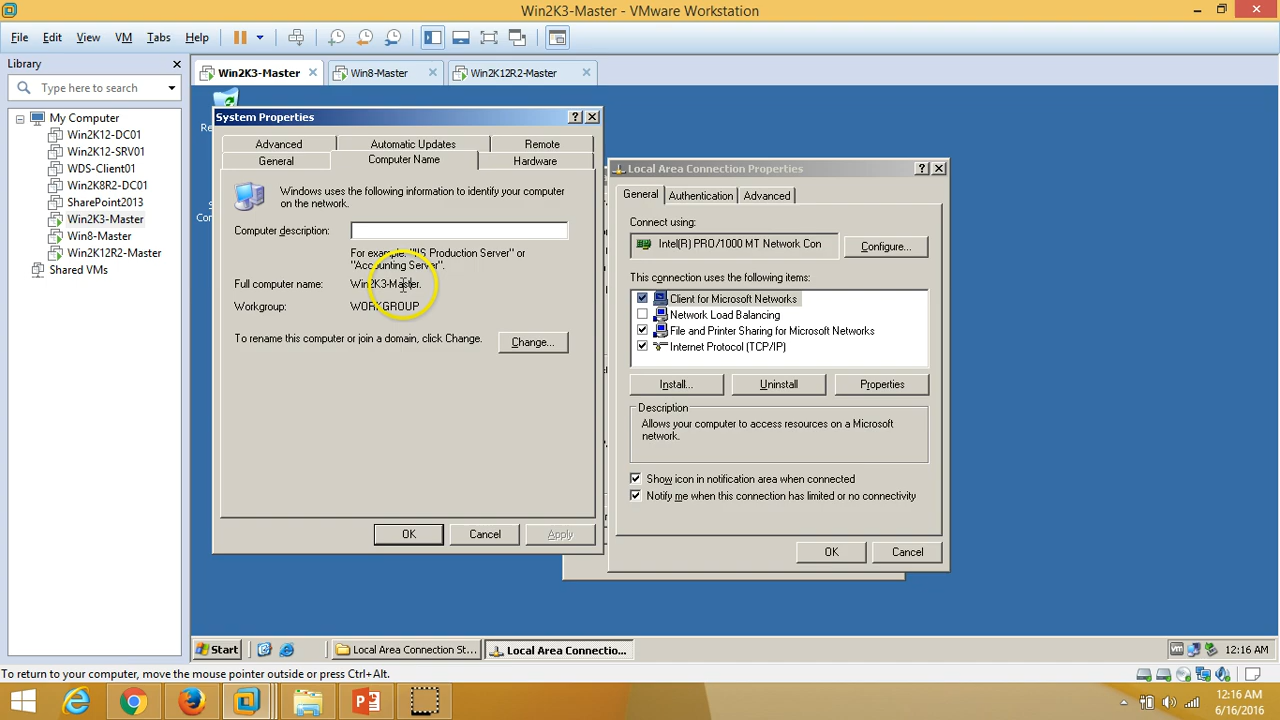 Win2K3-Master - VMware Workstation
File Edit View VM Tabs Help
Library
Type here to search
My Computer
Win2K12-DC01
Win2K12-SRV01
WDS-Client01
Win2K8R2-DC01
SharePoint2013
Win2K3-Master
Win8-Master
Win2K12R2-Master
Shared VMs
Win2K3-Master Win8-Master Win2K12R2-Master
Re
Co
System Properties
Advanced Automatic Updates Remote
General Computer Name Hardware
Windows uses the following information to identify your computer
on the network.
Computer description:
For example: "IIS Production Server" or
"Accounting Server".
Full computer name: Win2K3-Master.
Workgroup: WORKGROUP
To rename this computer or join a domain, click Change. Change...
OK Cancel Apply
Local Area Connection Properties
General Authentication Advanced
Connect using:
Intel(R) PRO/1000 MT Network Con Configure...
This connection uses the following items:
Client for Microsoft Networks
Network Load Balancing
File and Printer Sharing for Microsoft Networks
Internet Protocol (TCP/IP)
Install... Uninstall Properties
Description
Allows your computer to access resources on a Microsoft
network.
Show icon in notification area when connected
Notify me when this connection has limited or no connectivity
OK Cancel
Start Local Area Connection St... Local Area Connectio... 12:16 AM
To return to your computer, move the mouse pointer outside or press Ctrl+Alt.
12:16 AM
6/16/2016